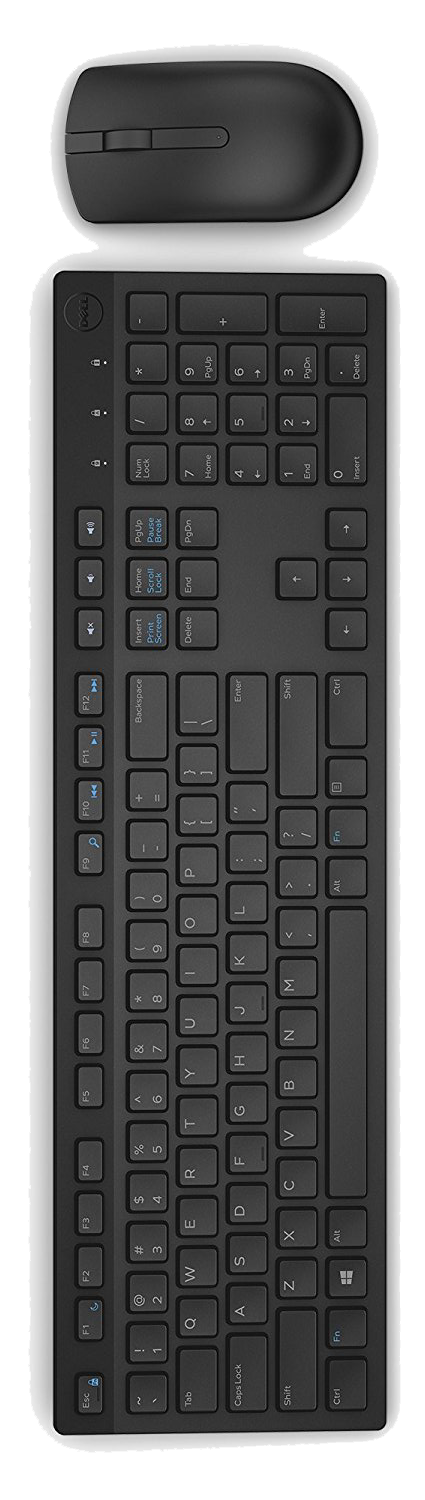 Esc
F1
F2
F3
F4
F5
F6
F7
F8
F9
F10
F11
F12
DELL
~ `
! 1
@ 2
# 3
$ 4
% 5
^ 6
& 7
* 8
( 9
) 0
_ -
+ =
Backspace
Insert
Print
Screen
Home
Scroll
Lock
PgUp
Pause
Break
Num
Lock
/
*
-
Tab
Q
W
E
R
T
Y
U
I
O
P
{ [
} ]
| \
Delete
End
PgDn
7
Home
8
↑
9
PgUp
+
Caps Lock
A
S
D
F
G
H
J
K
L
: ;
" '
Enter
4
←
5
6
→
Shift
Z
X
C
V
B
N
M
< ,
> .
? /
Shift
↑
1
End
2
↓
3
PgDn
Enter
Ctrl
Fn
Alt
Alt
Fn
Ctrl
←
↓
→
0
Insert
.
Delete